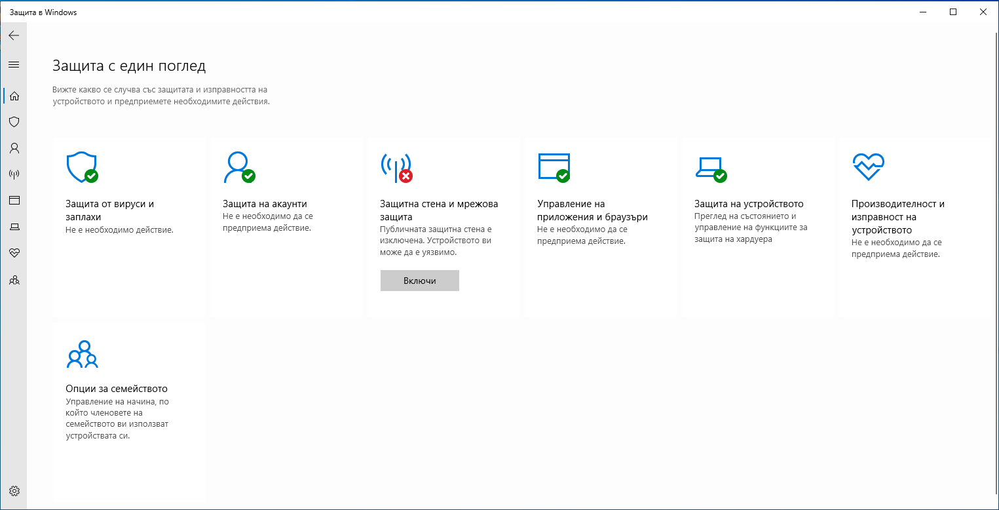 Защита в Windows
Защита с един поглед
Вижте какво се случва със защитата и изправността на
устройството и предприемете необходимите действия.
Защита от вируси и
заплахи
Не е необходимо действие.
Защита на акаунти
Не е необходимо да се
предприема действие.
Защитна стена и мрежова
защита
Публичната защитна стена е
изключена. Устройството ви
може да е уязвимо.
Включи
Управление на
приложения и браузъри
Не е необходимо да се
предприема действие.
Защита на устройството
Преглед на състоянието и
управление на функциите за
защита на хардуера
Производителност и
изправност на
устройството
Не е необходимо да се
предприема действие.
Опции за семейството
Управление на начина, по
който членовете на
семейството ви използват
устройствата си.